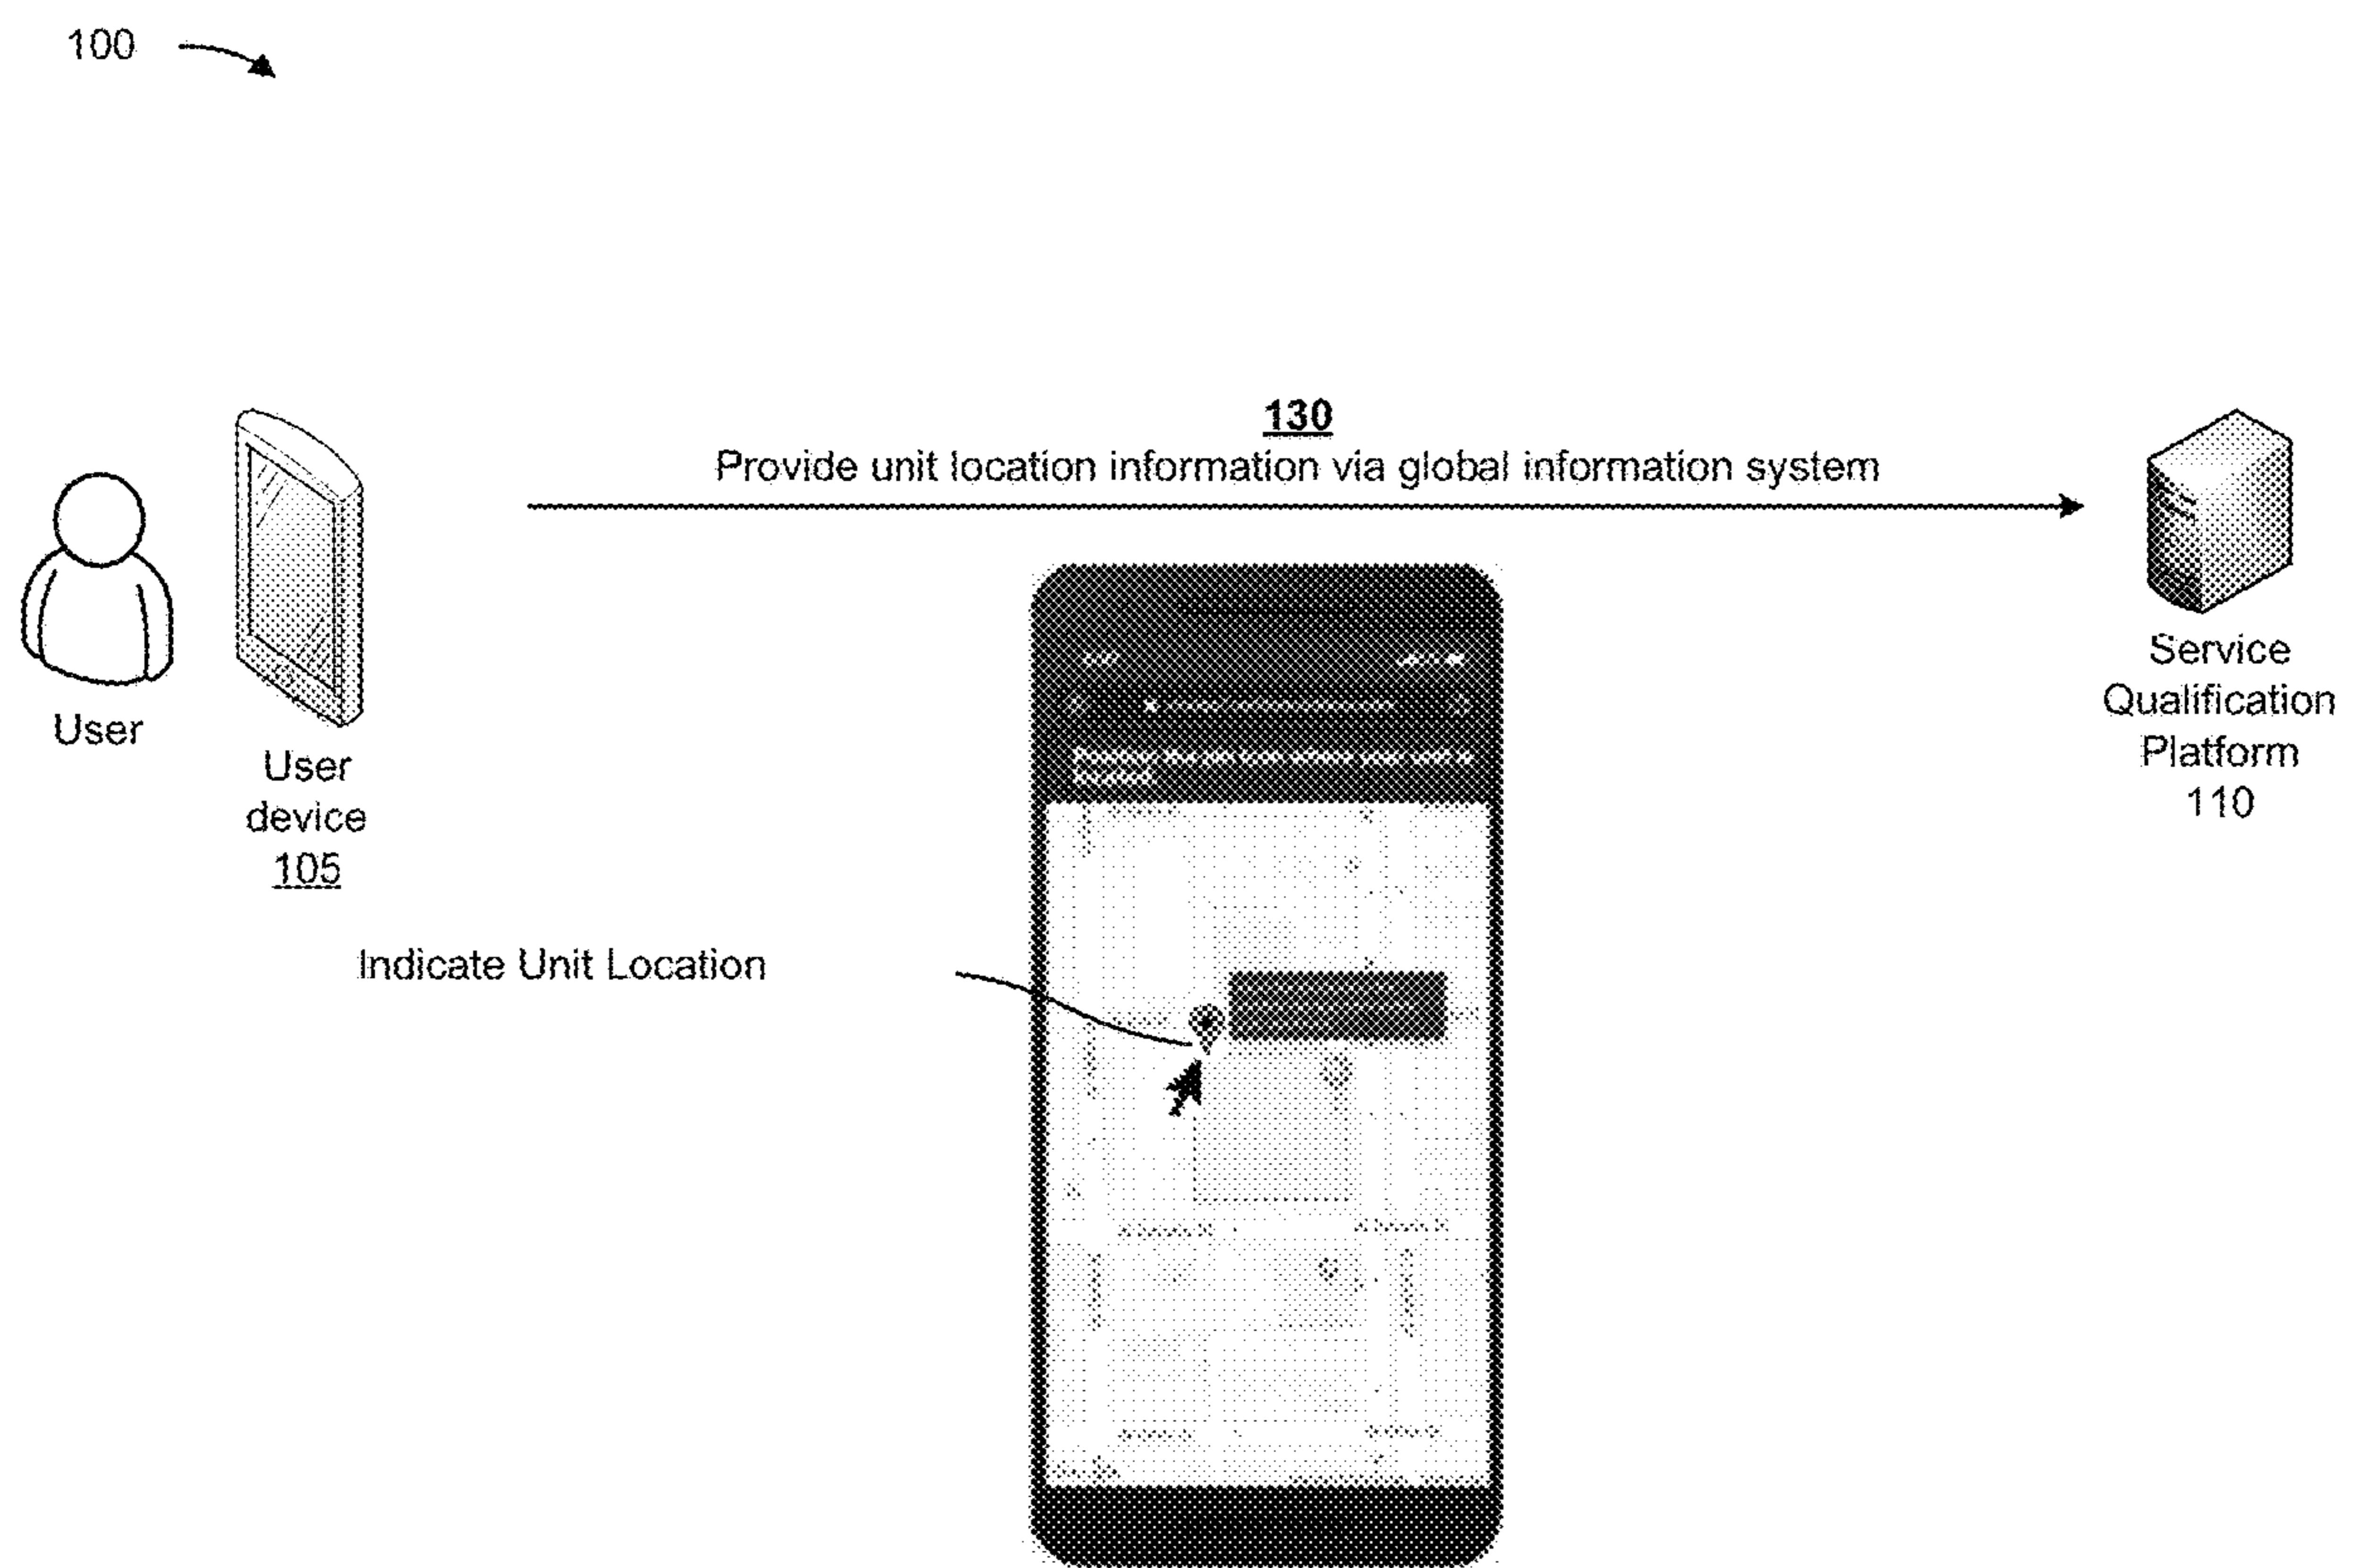 100
130
Provide unit location information via global information system
User
User
device
105
Service
Qualification
Platform
110
Indicate Unit Location